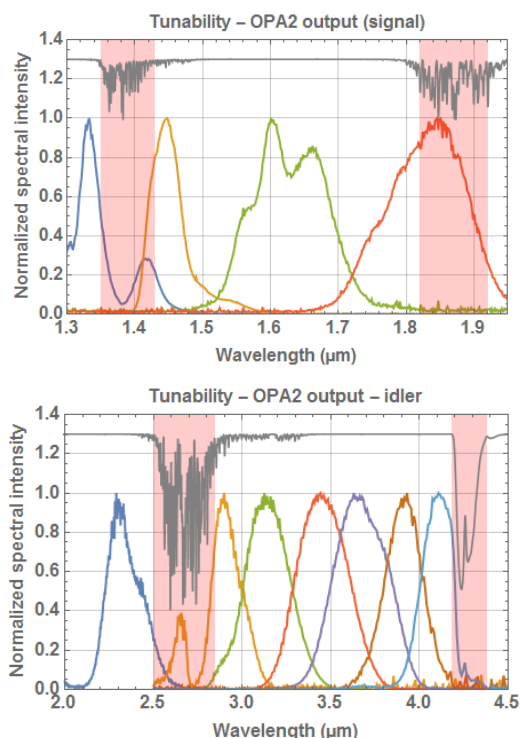 Tunability – OPA2 output (signal)
Normalized spectral intensity
1.4
1.2
1.0
0.8
0.6
0.4
0.2
0.0
1.3 1.4 1.5 1.6 1.7 1.8 1.9
Wavelength (μm)
Tunability – OPA2 output – idler
Normalized spectral intensity
1.4
1.2
1.0
0.8
0.6
0.4
0.2
0.0
2.0 2.5 3.0 3.5 4.0 4.5
Wavelength (μm)